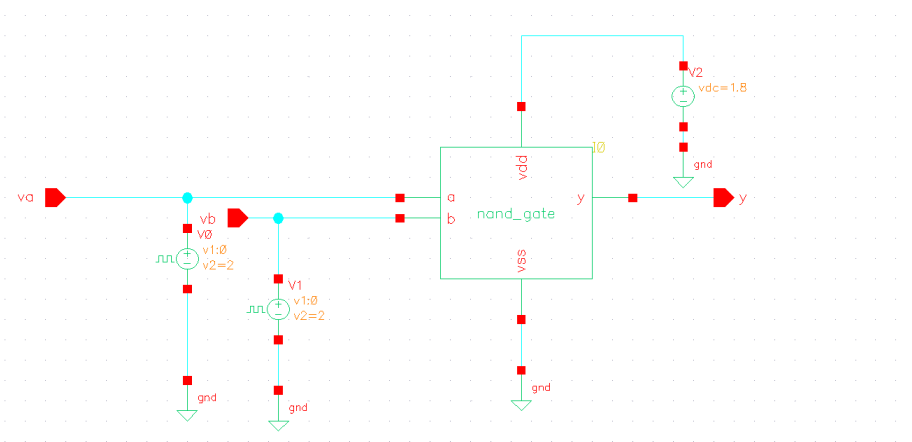 V2
vdc=1.8
I0
vdd
gnd
va
a
y
y
vb
b
nand_gate
V0
v1:0
v2=2
vss
V1
v1:0
v2=2
gnd
gnd
gnd